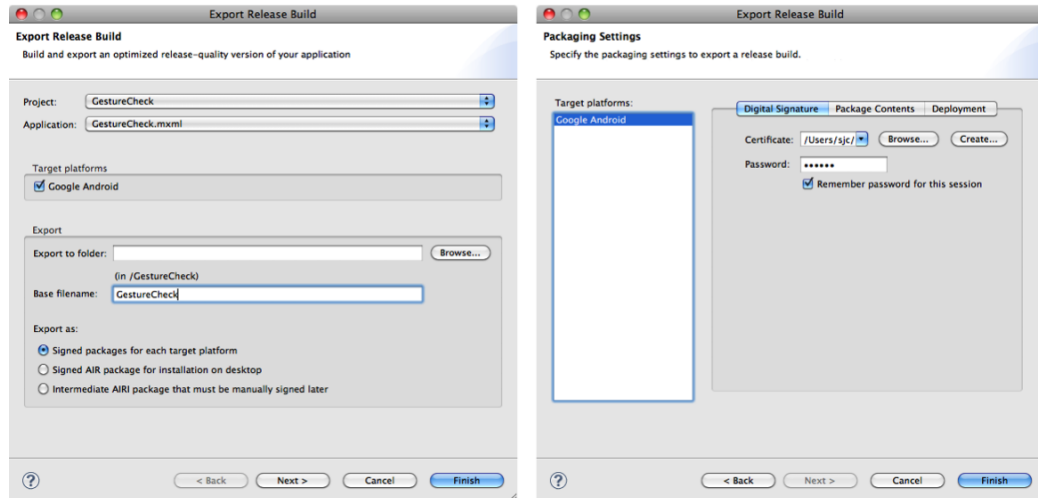 Export Release Build
Export Release Build
Build and export an optimized release-quality version of your application
Project: GestureCheck
Application: GestureCheck.mxml
Target platforms
Google Android
Export
Export to folder: Browse...
(in /GestureCheck)
Base filename: GestureCheck
Export as:
Signed packages for each target platform
Signed AIR package for installation on desktop
Intermediate AIRI package that must be manually signed later
? < Back Next > Cancel Finish
Export Release Build
Packaging Settings
Specify the packaging settings to export a release build.
Target platforms:
Google Android
Digital Signature Package Contents Deployment
Certificate: /Users/sjc/ Browse... Create...
Password: ••••••
Remember password for this session
? < Back Next > Cancel Finish